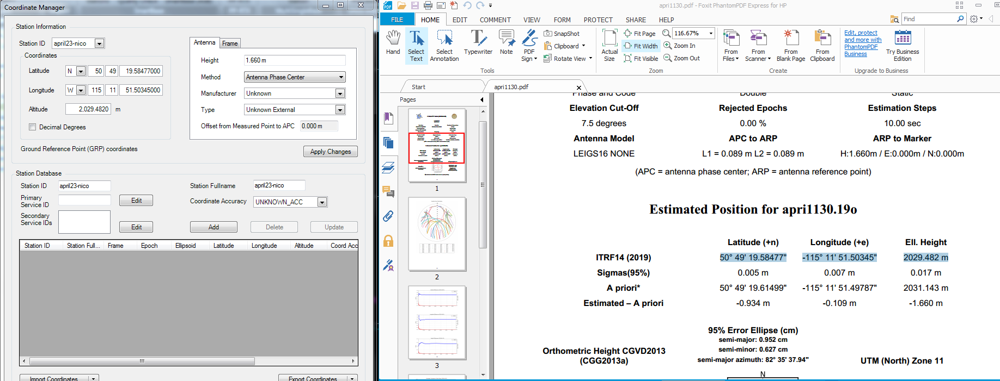 Coordinate Manager
Station Information
Station ID april23-nico
Coordinates
Latitude N 50 49 19.58477000
Longitude W 115 11 51.50345000
Altitude 2,029.4820 m
Decimal Degrees
Ground Reference Point (GRP) coordinates
Antenna Frame
Height 1.660 m
Method Antenna Phase Center
Manufacturer Unknown
Type Unknown External
Offset from Measured Point to APC 0.000 m
Apply Changes
Station Database
Station ID april23-nico
Station Fullname april23-nico
Primary
Service ID
Edit
Coordinate Accuracy UNKNOWN_ACC
Secondary
Service IDs
Edit
Add Delete Update
Station ID Station Full... Frame Epoch Ellipsoid Latitude Longitude Altitude Coord Acc
Import Coordinates Export Coordinates
PDF
apri1130.pdf - Foxit PhantomPDF Express for HP
FILE HOME EDIT COMMENT VIEW FORM PROTECT SHARE HELP
Find
Hand
Select
Text
Select
Annotation
Typewriter
Note
PDF
Sign
SnapShot
Clipboard
Rotate View
Tools
Actual
Size
Fit Page
Fit Width
Fit Visible
116.67%
Zoom In
Zoom Out
Zoom
From
Files
From
Scanner
From
Blank Page
From
Clipboard
Create
Edit, protect
and more with
PhantomPDF
Business
Try Business
Edition
Upgrade to Business
Start apri1130.pdf
Pages
1
2
3
Phase and Code Double Static
Elevation Cut-Off Rejected Epochs Estimation Steps
7.5 degrees 0.00 % 10.00 sec
Antenna Model APC to ARP ARP to Marker
LEIGS16 NONE L1 = 0.089 m L2 = 0.089 m H:1.660m / E:0.000m / N:0.000m
(APC = antenna phase center; ARP = antenna reference point)
Estimated Position for apri1130.19o
Latitude (+n) Longitude (+e) Ell. Height
ITRF14 (2019) 50° 49' 19.58477" -115° 11' 51.50345" 2029.482 m
Sigmas(95%) 0.005 m 0.007 m 0.017 m
A priori* 50° 49' 19.61499" -115° 11' 51.49787" 2031.143 m
Estimated – A priori -0.934 m -0.109 m -1.660 m
95% Error Ellipse (cm)
semi-major: 0.952 cm
semi-minor: 0.627 cm
semi-major azimuth: 82° 35' 37.94"
Orthometric Height CGVD2013
(CGG2013a)
UTM (North) Zone 11
N